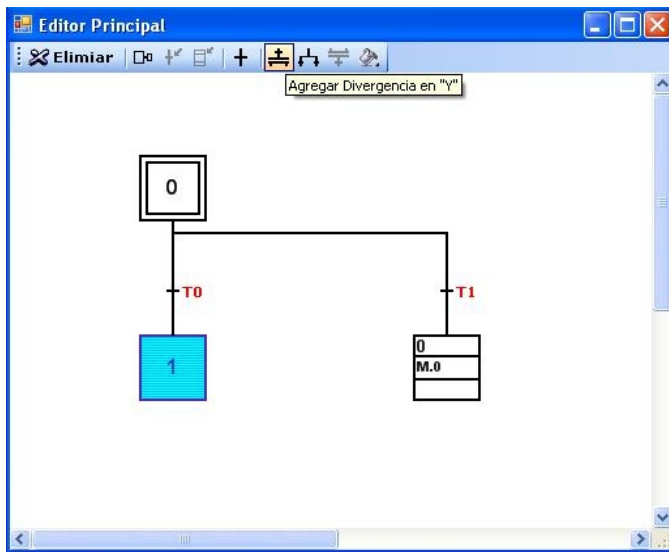 Editor Principal
Elimiar
Agregar Divergencia en "Y"
0
T0
T1
1
0
M.0